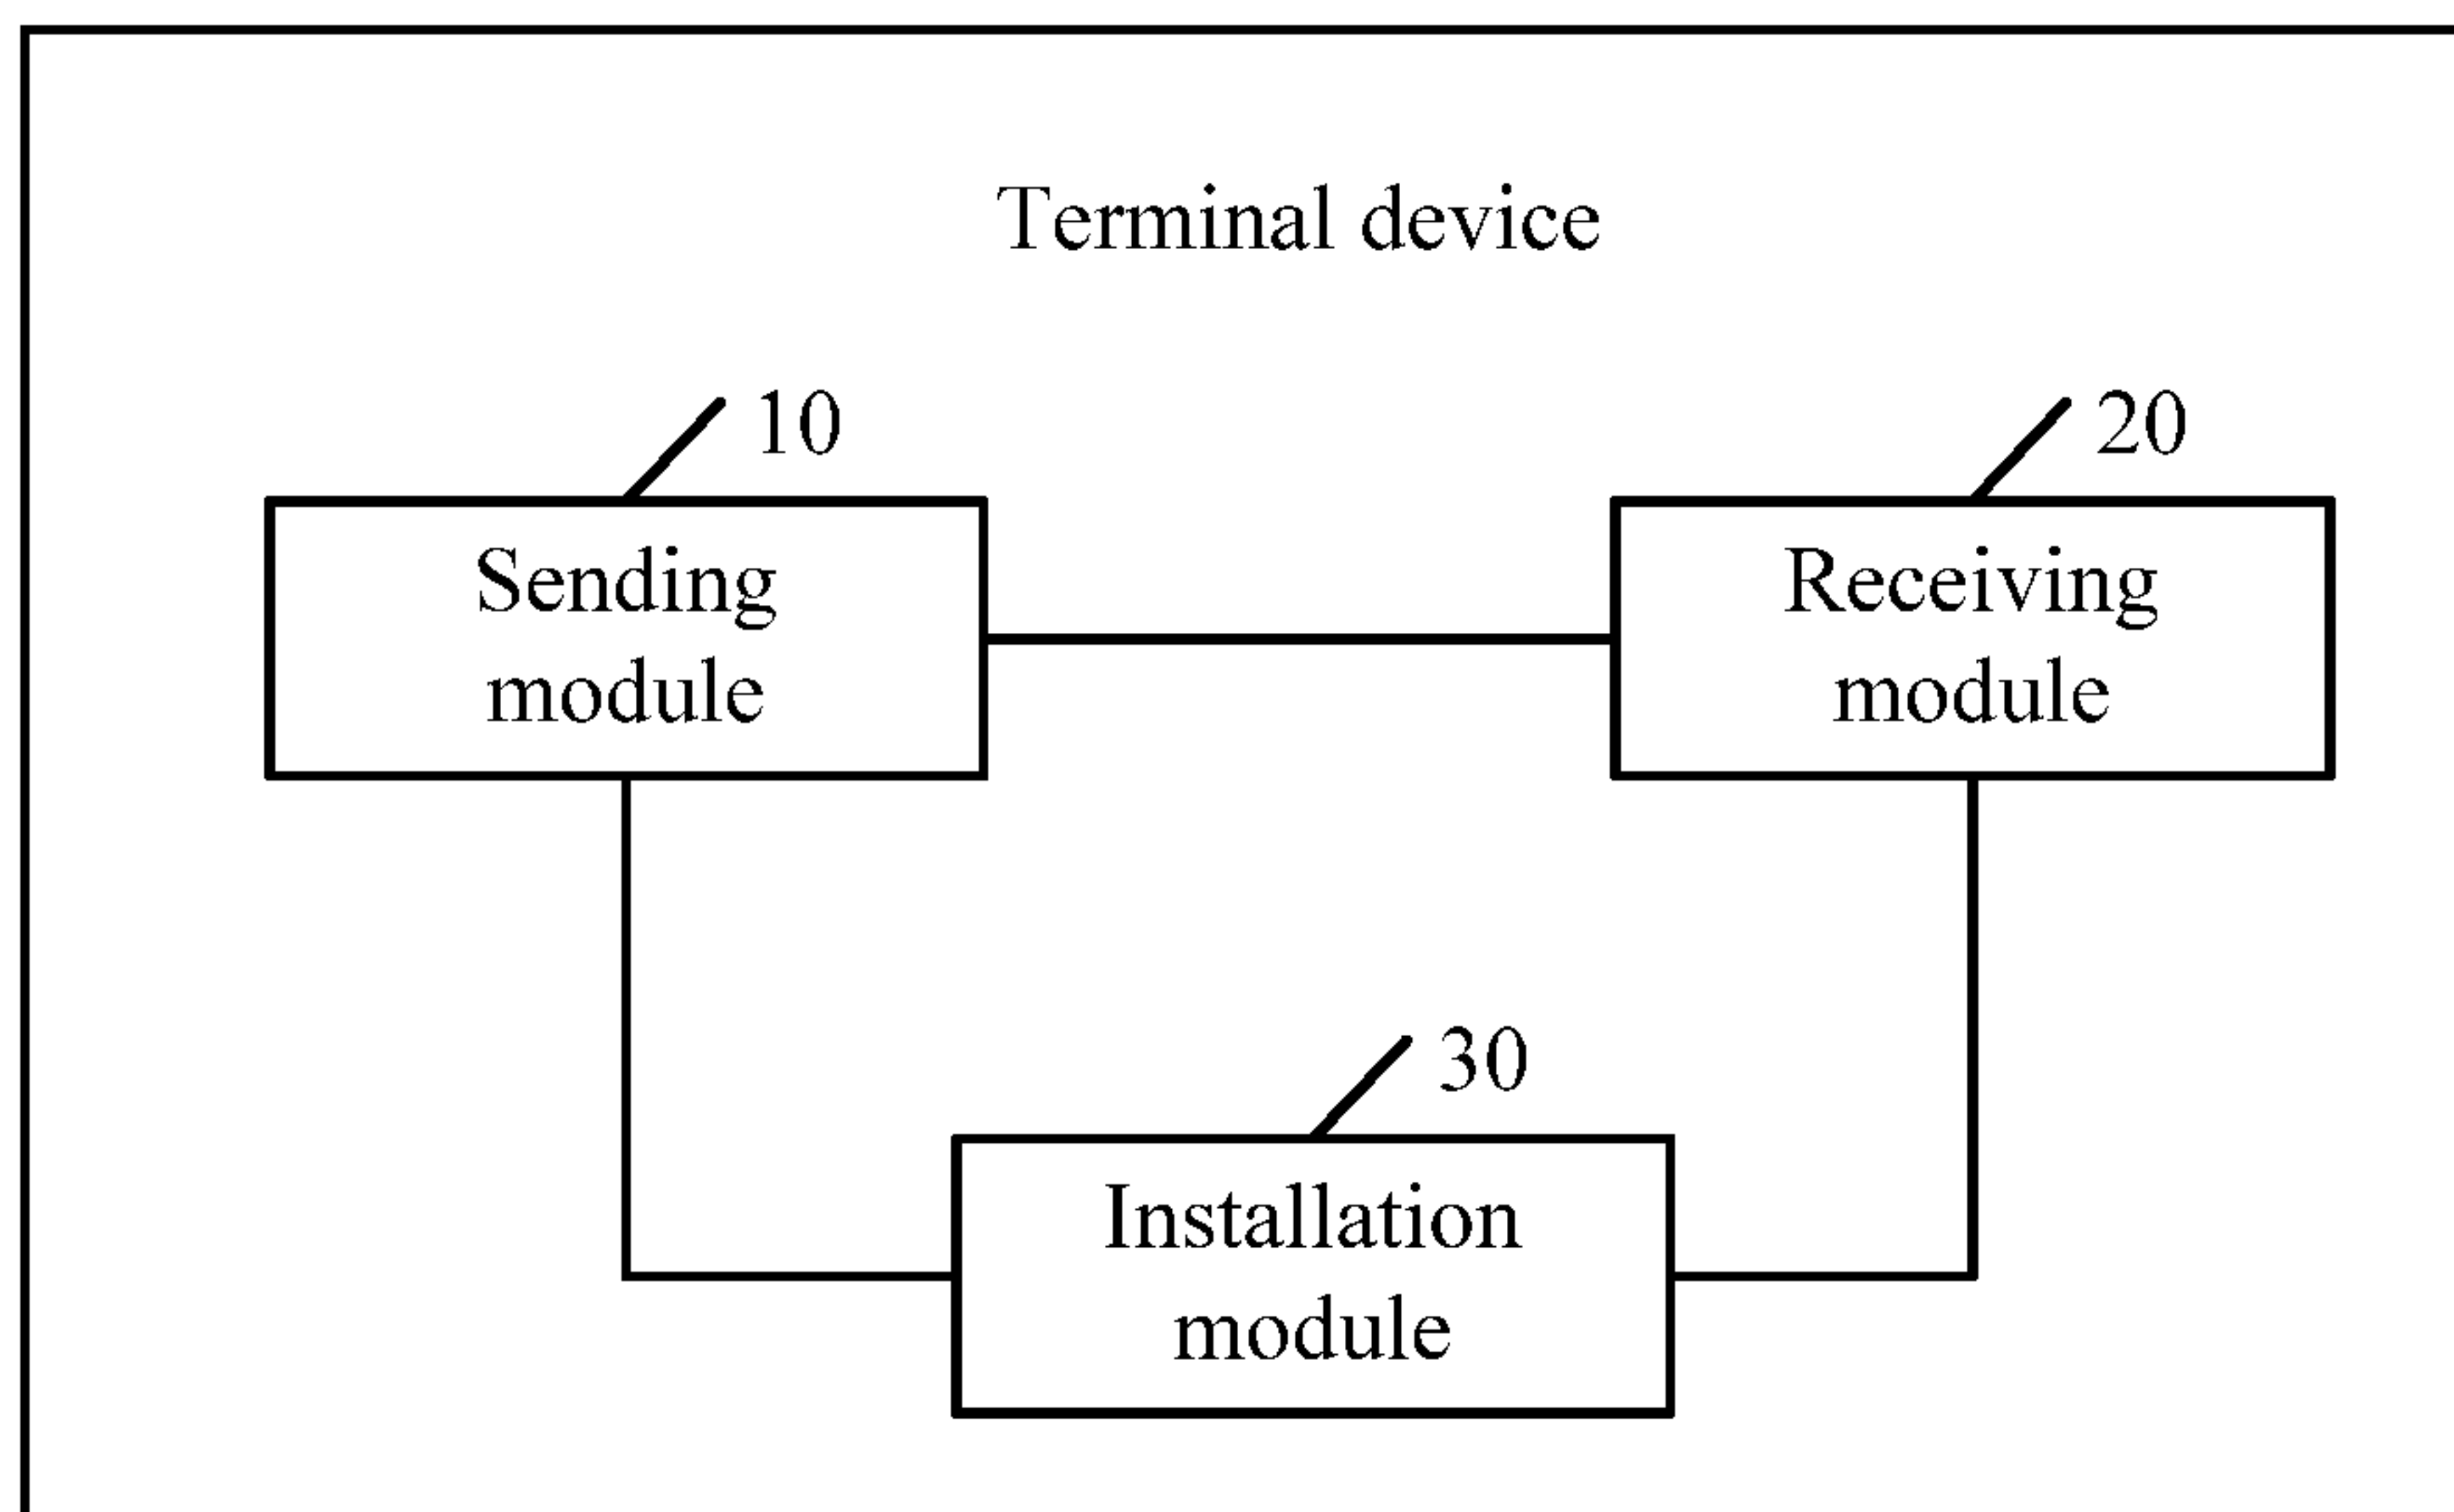 Terminal device
10
20
Sending
module
Receiving
module
30
Installation
module